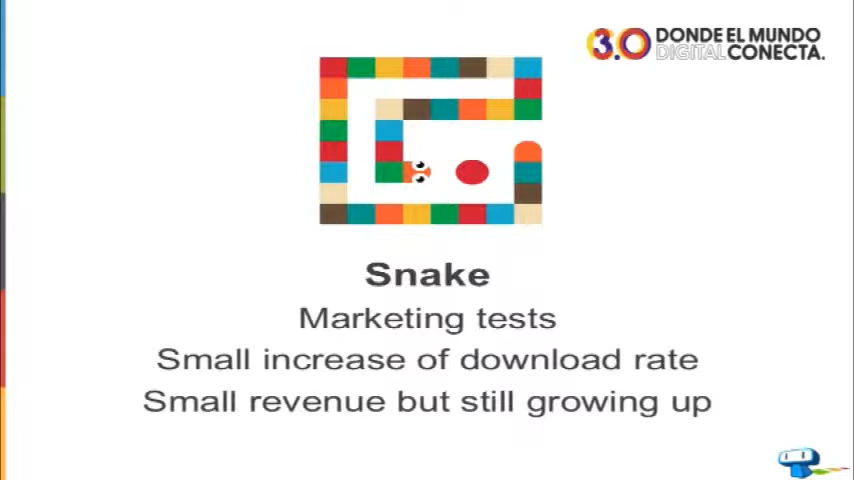 3.0 DONDE EL MUNDO
DIGITAL CONECTA.
Snake
Marketing tests
Small increase of download rate
Small revenue but still growing up